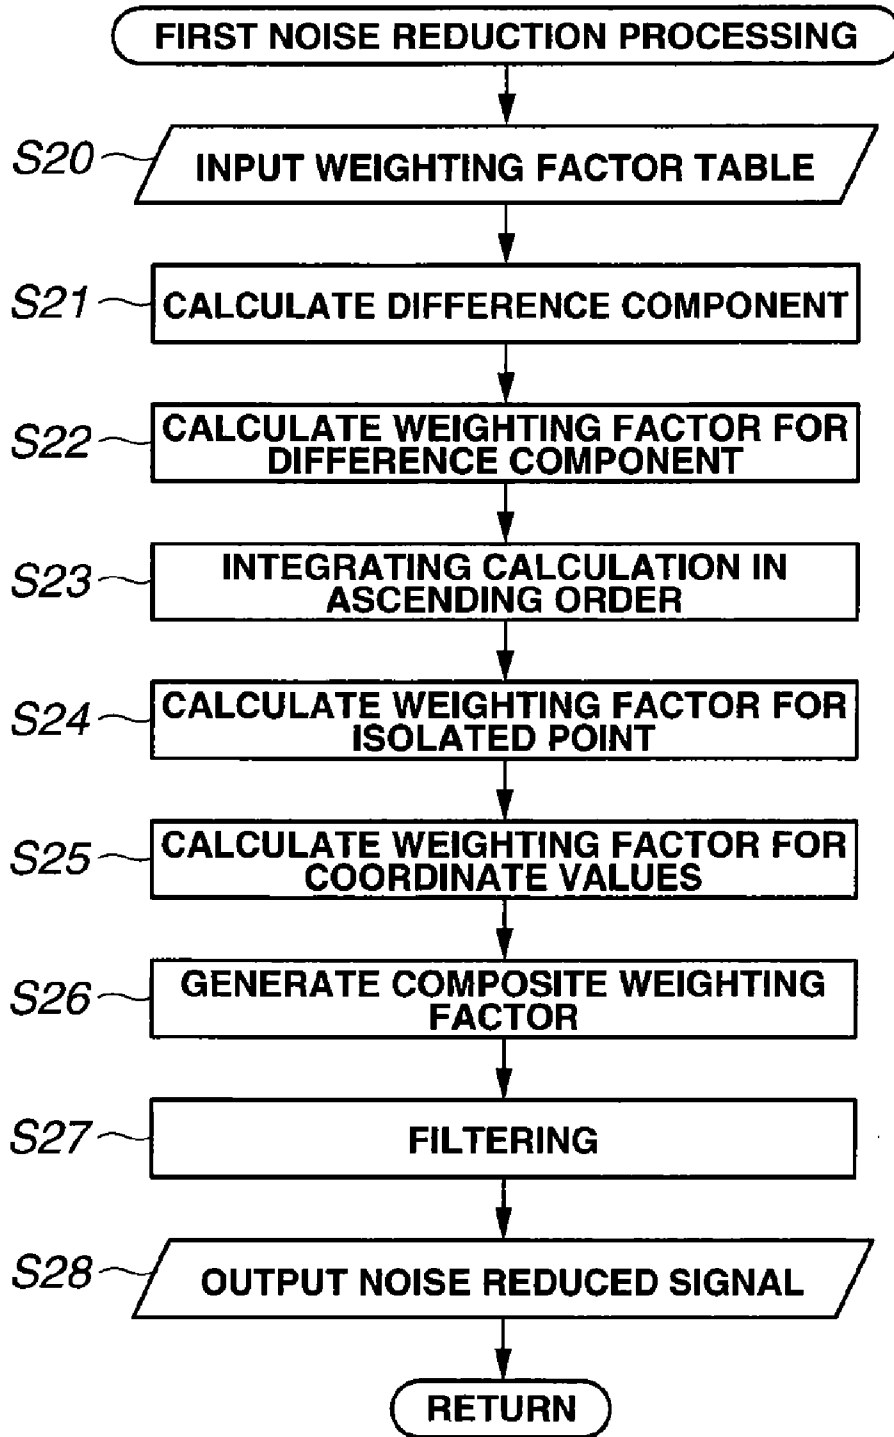 FIRST NOISE REDUCTION PROCESSING
S20
INPUT WEIGHTING FACTOR TABLE
S21
CALCULATE DIFFERENCE COMPONENT
S22
CALCULATE WEIGHTING FACTOR FOR
DIFFERENCE COMPONENT
S23
INTEGRATING CALCULATION IN
ASCENDING ORDER
S24
CALCULATE WEIGHTING FACTOR FOR
ISOLATED POINT
S25
CALCULATE WEIGHTING FACTOR FOR
COORDINATE VALUES
S26
GENERATE COMPOSITE WEIGHTING
FACTOR
S27
FILTERING
S28
OUTPUT NOISE REDUCED SIGNAL
RETURN